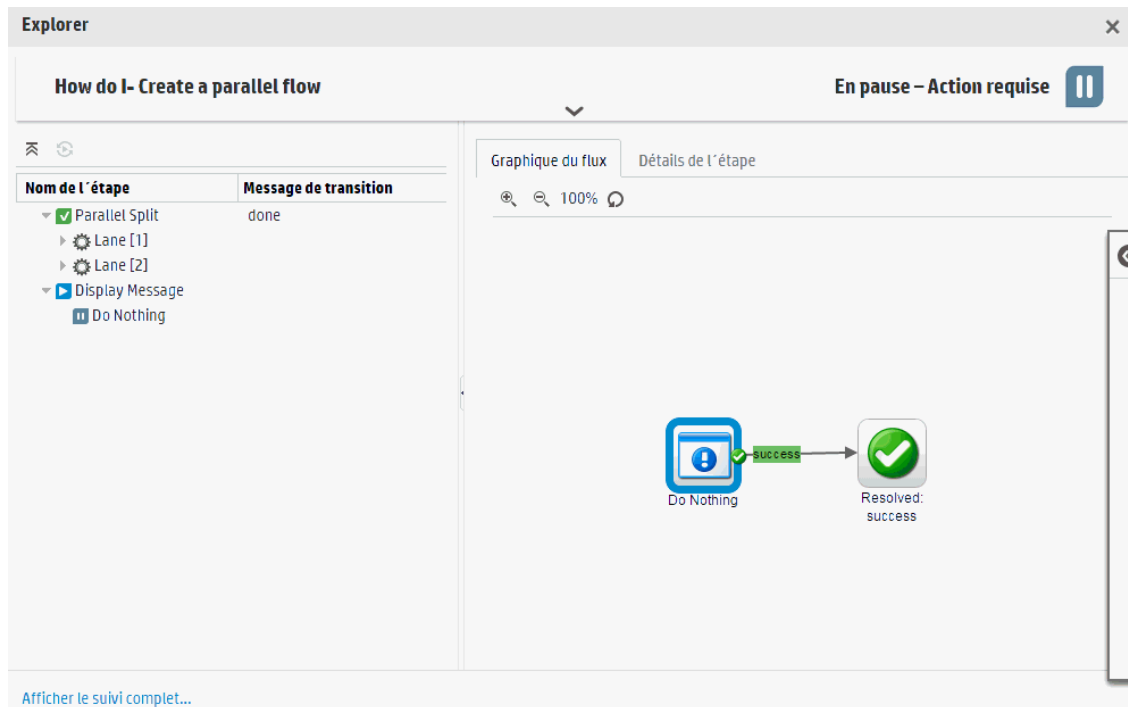 Explorer
How do I- Create a parallel flow
En pause – Action requise
Graphique du flux
Détails de l´étape
Nom de l´étape
Message de transition
100%
Parallel Split
done
Lane [1]
Lane [2]
Display Message
Do Nothing
success
Do Nothing
Resolved:
success
Afficher le suivi complet...